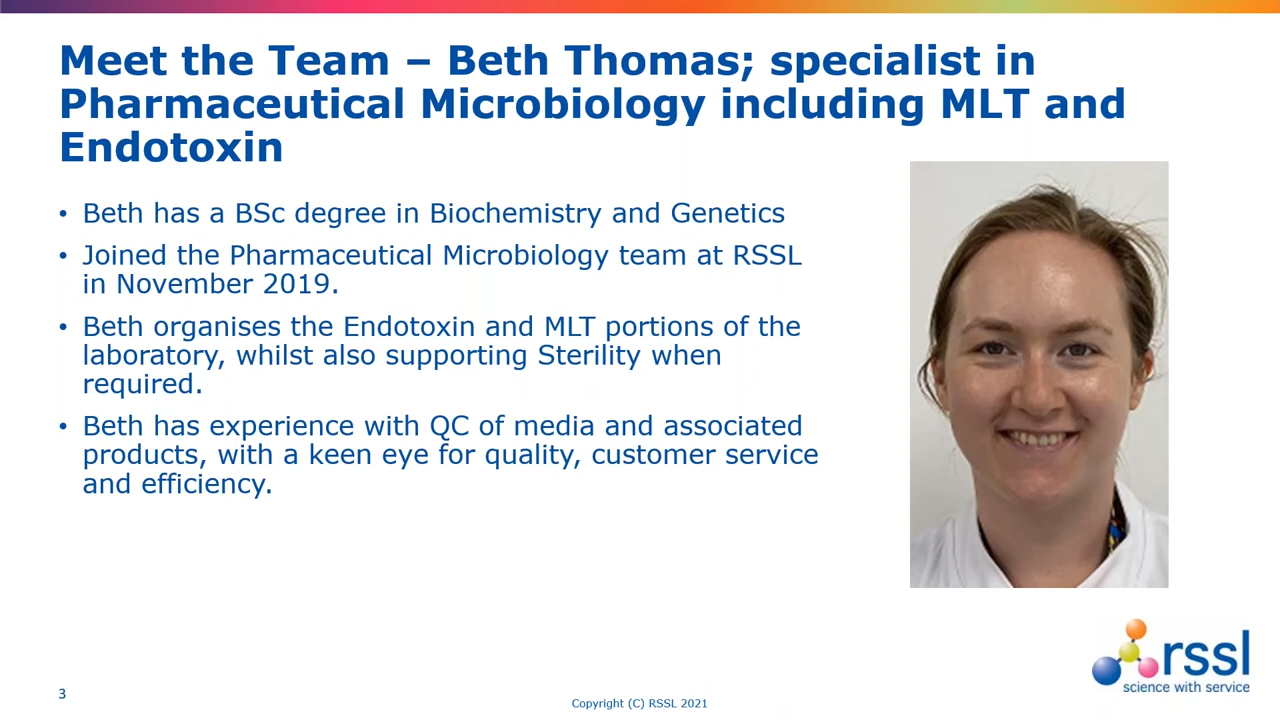 Meet the Team – Beth Thomas; specialist in
Pharmaceutical Microbiology including MLT and
Endotoxin
• Beth has a BSc degree in Biochemistry and Genetics
• Joined the Pharmaceutical Microbiology team at RSSL
in November 2019.
• Beth organises the Endotoxin and MLT portions of the
laboratory, whilst also supporting Sterility when
required.
• Beth has experience with QC of media and associated
products, with a keen eye for quality, customer service
and efficiency.
rssl
science with service
3
Copyright (C) RSSL 2021